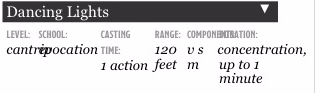 Dancing Lights ▼
LEVEL: SCHOOL: CASTING TIME: RANGE: COMPONENTS: DURATION:
cantrip evocation 1 action 120 feet v s m concentration, up to 1 minute